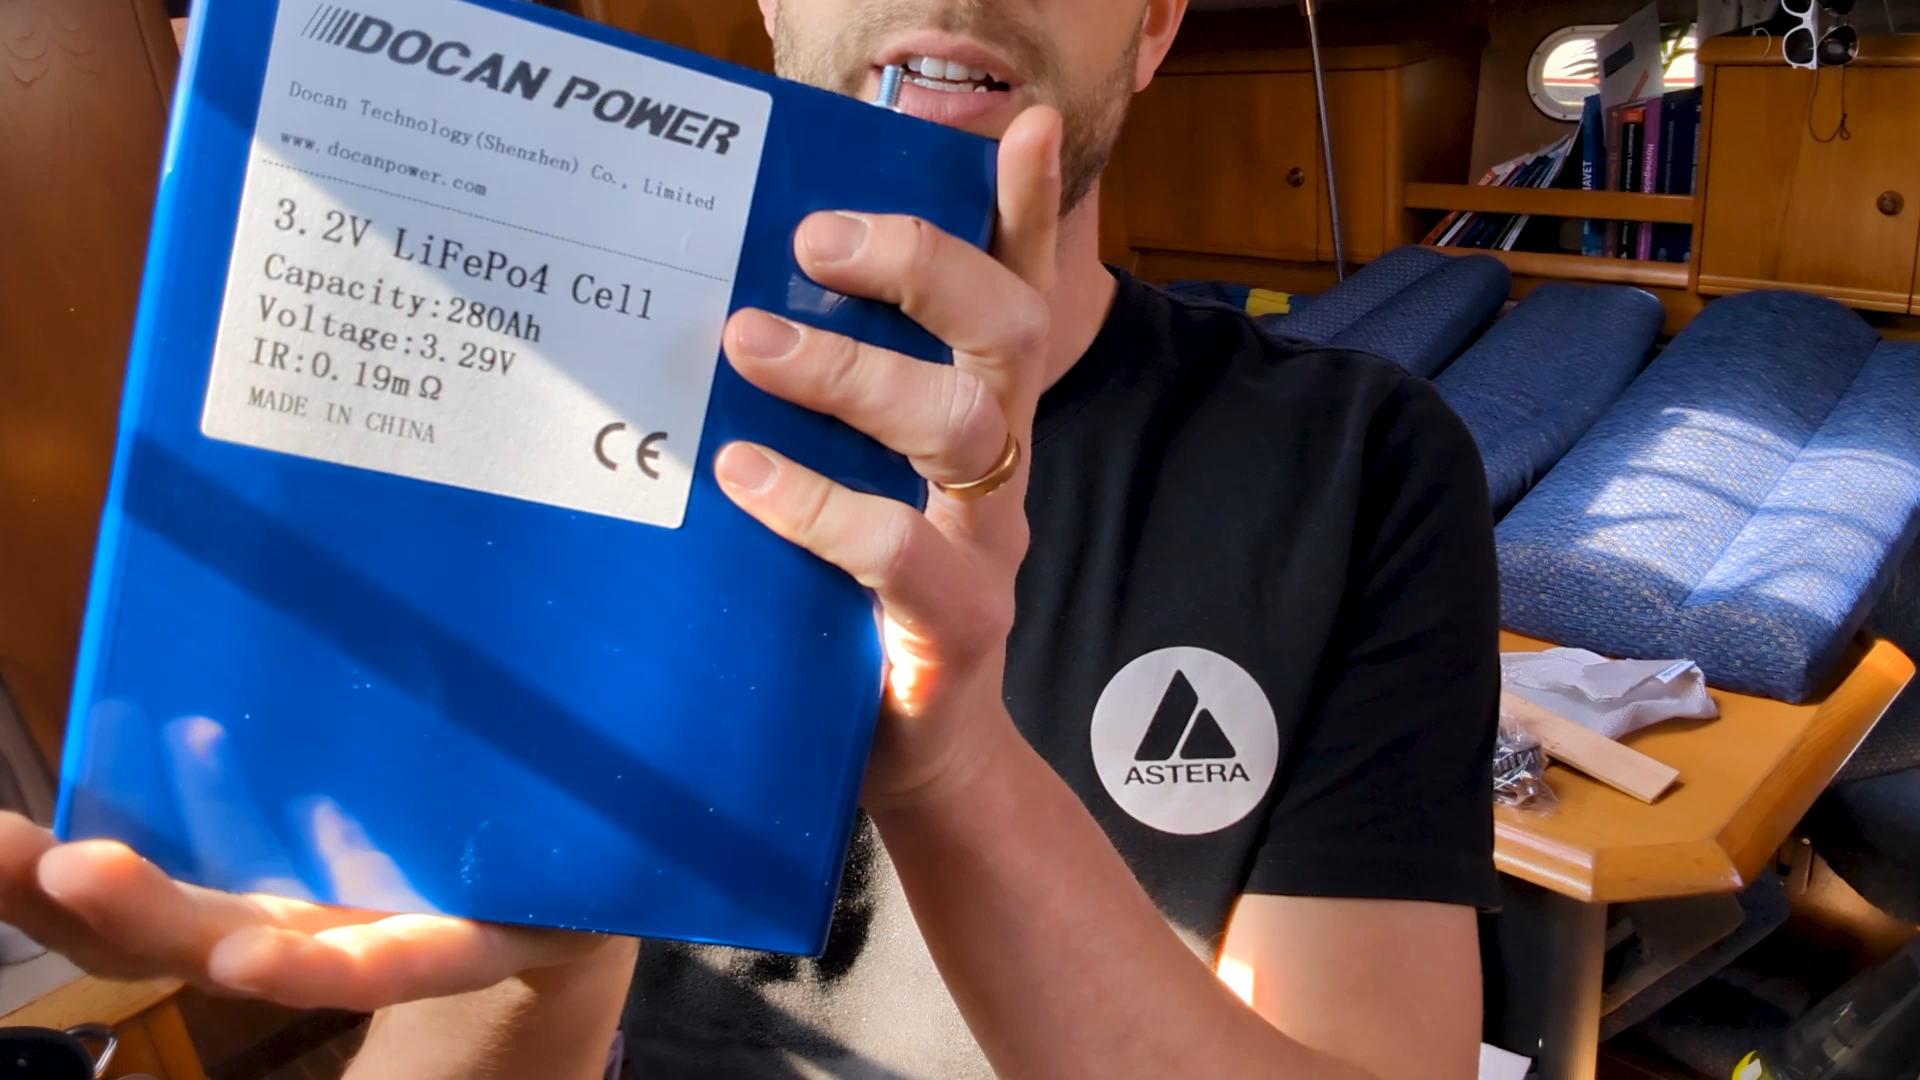 DOCAN POWER
Docan Technology(Shenzhen) Co., Limited
www.docanpower.com
3.2V LiFePo4 Cell
Capacity:280Ah
Voltage:3.29V
IR:0.19mΩ
MADE IN CHINA
CE
ASTERA